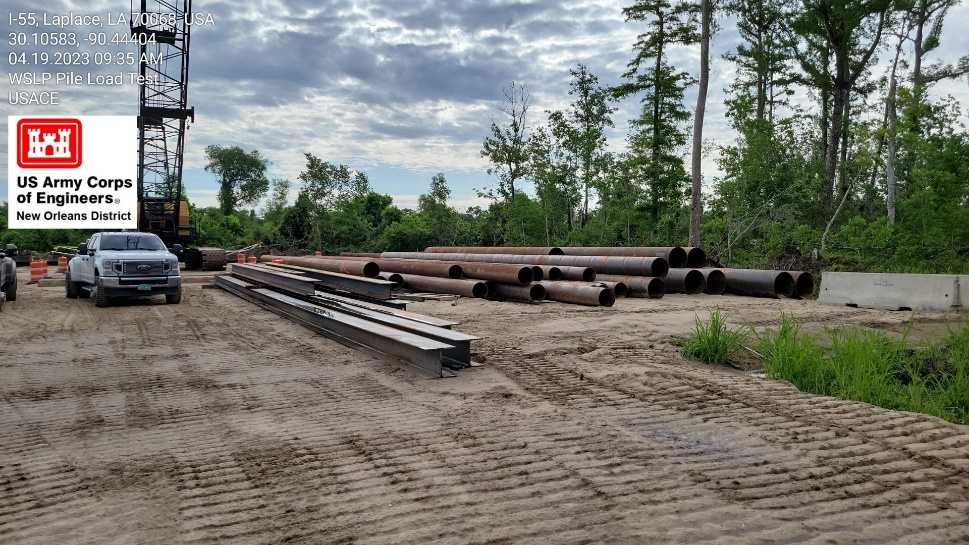 I-55, Laplace, LA 70068, USA
30.10583, -90.44404
04.19.2023 09:35 AM
WSLP Pile Load Test
USACE
US Army Corps
of Engineers®
New Orleans District